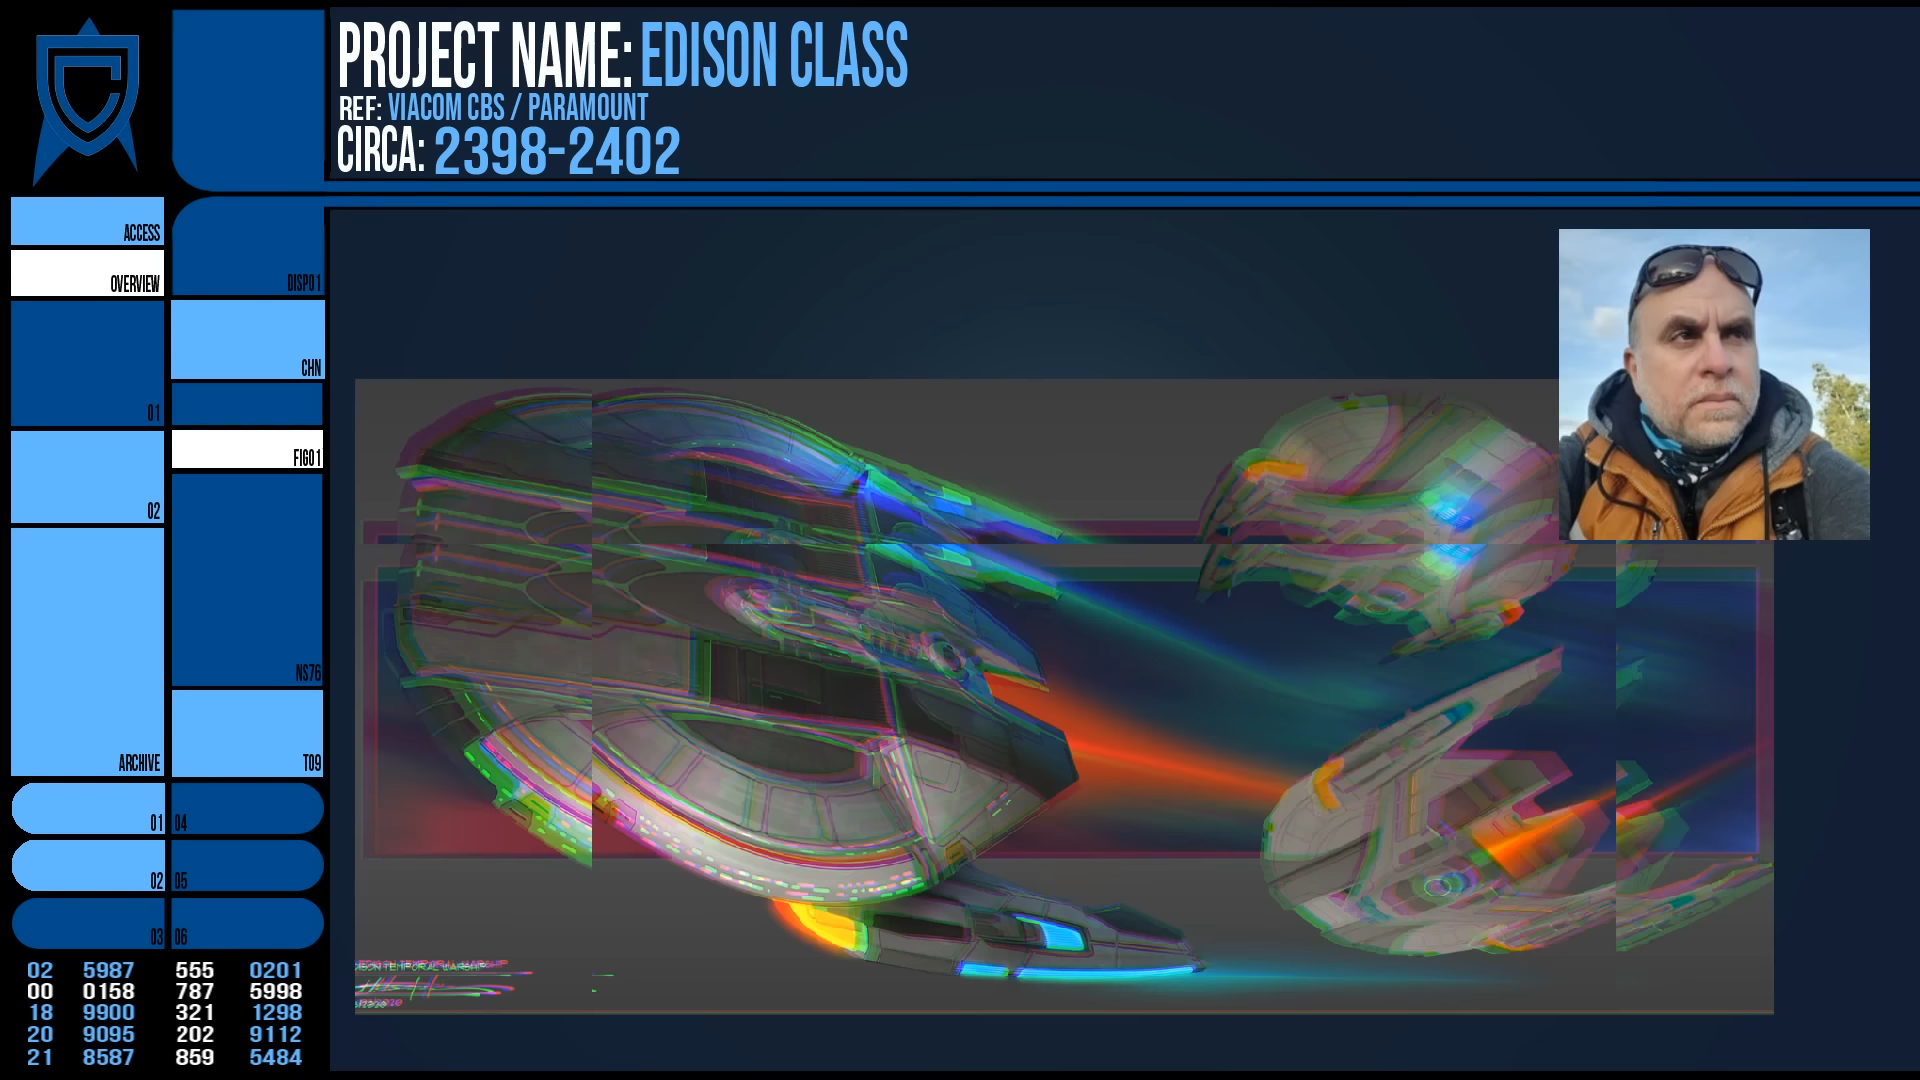 PROJECT NAME: EDISON CLASS
REF: VIACOM CBS / PARAMOUNT
CIRCA: 2398-2402
ACCESS
OVERVIEW
01
02
ARCHIVE
DISP01
CHN
FIG01
NS76
T09
01 04
02 05
03 06
02 5987 555 0201
00 0158 787 5998
18 9900 321 1298
20 9095 202 9112
21 8587 859 5484
TEMPORAL WARSHIP